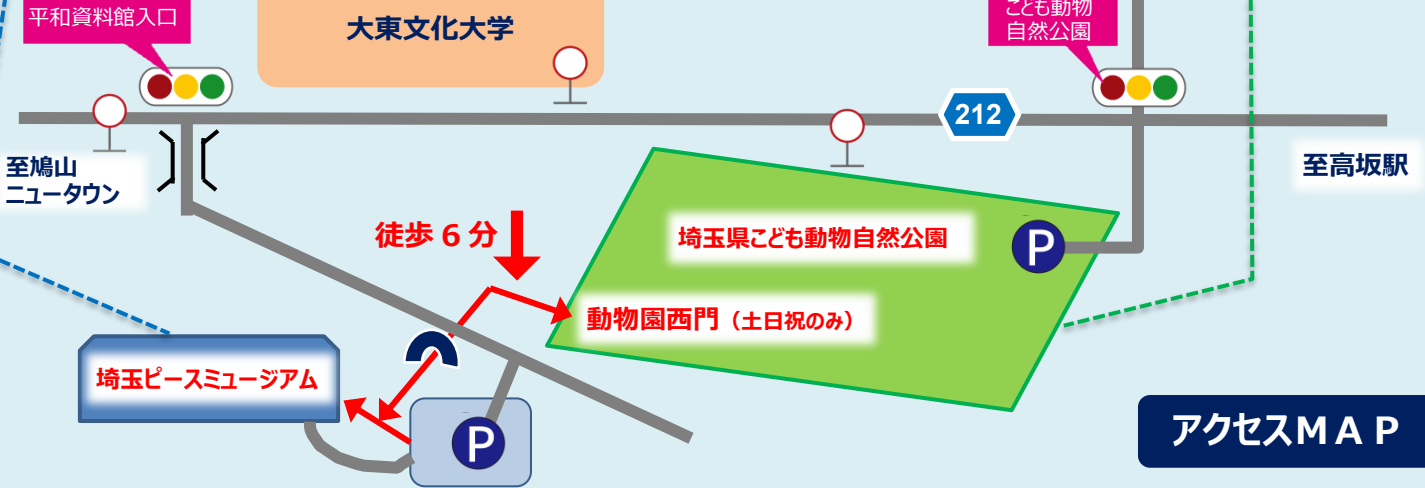 平和資料館入口
大東文化大学
こども動物
自然公園
212
至鳩山
ニュータウン
至高坂駅
徒歩６分
埼玉県こども動物自然公園
P
動物園西門（土日祝のみ）
埼玉ピースミュージアム
P
アクセスＭＡＰ